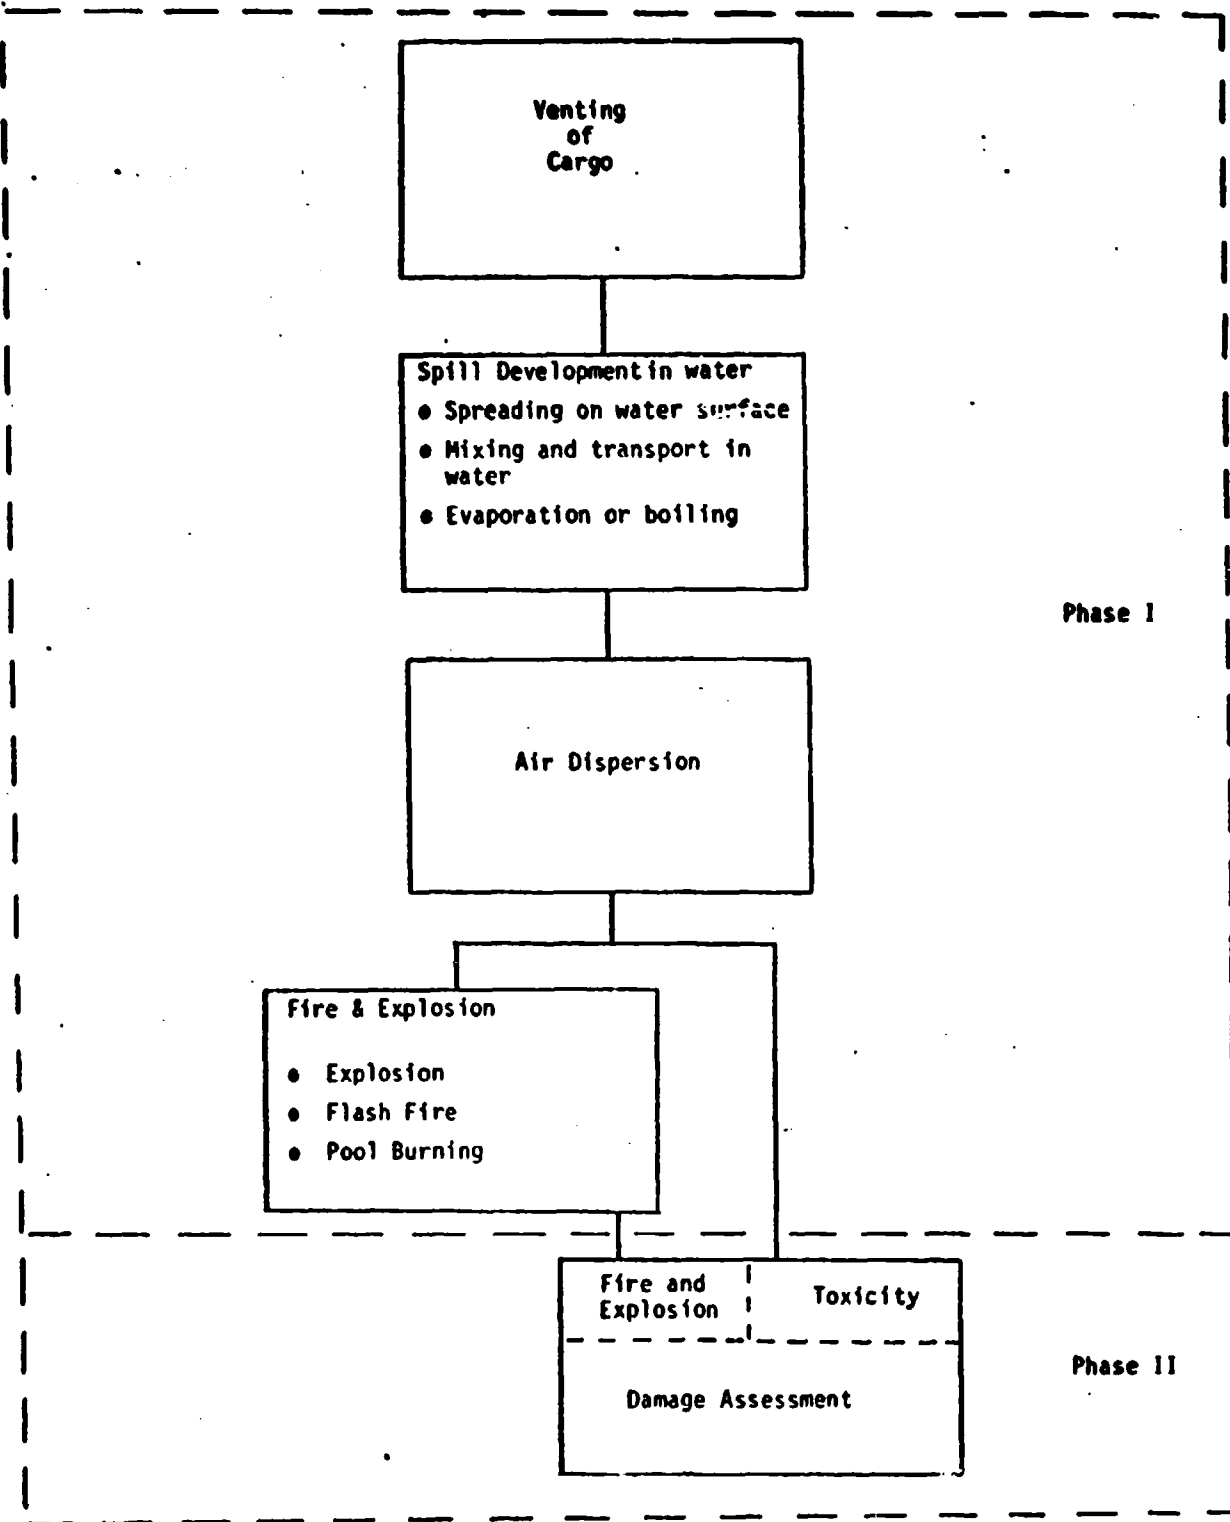 Venting
of
Cargo
Spill Development in water
• Spreading on water surface
• Mixing and transport in
water
• Evaporation or boiling
Phase I
Air Dispersion
Fire & Explosion
• Explosion
• Flash Fire
• Pool Burning
Fire and
Explosion
Toxicity
Phase II
Damage Assessment